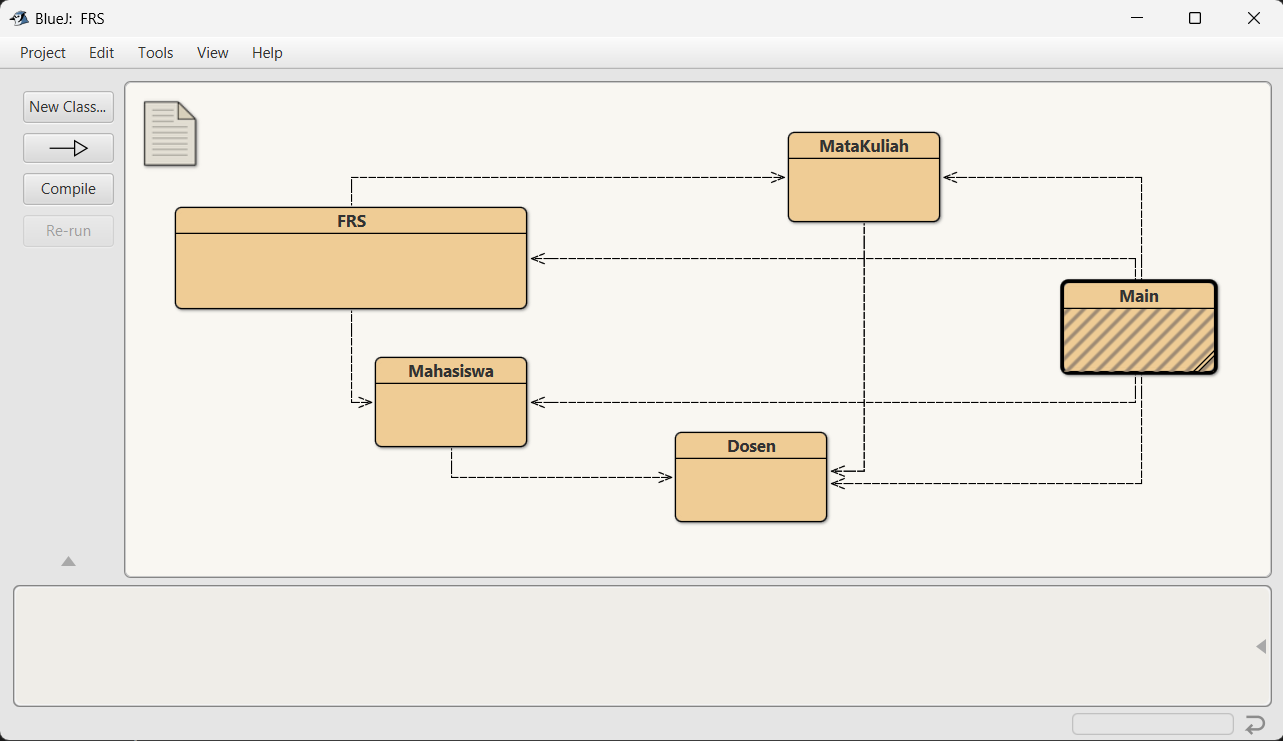 BlueJ: FRS
Project Edit Tools View Help
New Class...
Compile
Re-run
MataKuliah
FRS
Main
Mahasiswa
Dosen